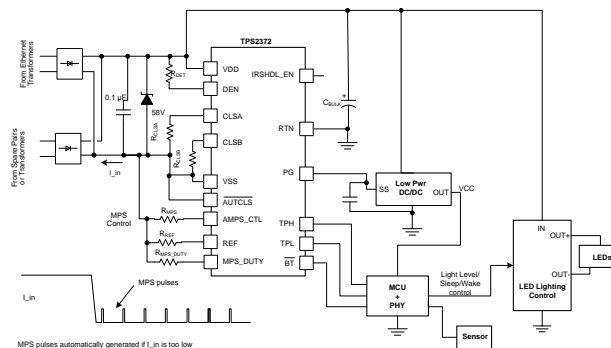 TPS2372
From Ethernet
Transformers
From Spare Pairs
or Transformers
0.1 µF
58V
RDET
RCLSA
RCLSB
VDD
DEN
CLSA
CLSB
VSS
AUTCLS
AMPS_CTL
REF
MPS_DUTY
IRSHDL_EN
RTN
PG
TPH
TPL
BT
CBULK
+
I_in
MPS
Control
RMPS
RREF
RMPS_DUTY
SS
Low Pwr
DC/DC
OUT
VCC
MCU
+
PHY
Light Level/
Sleep/Wake
control
Sensor
IN
OUT+
OUT-
LED Lighting
Control
LEDs
I_in
MPS pulses
MPS pulses automatically generated if I_in is too low